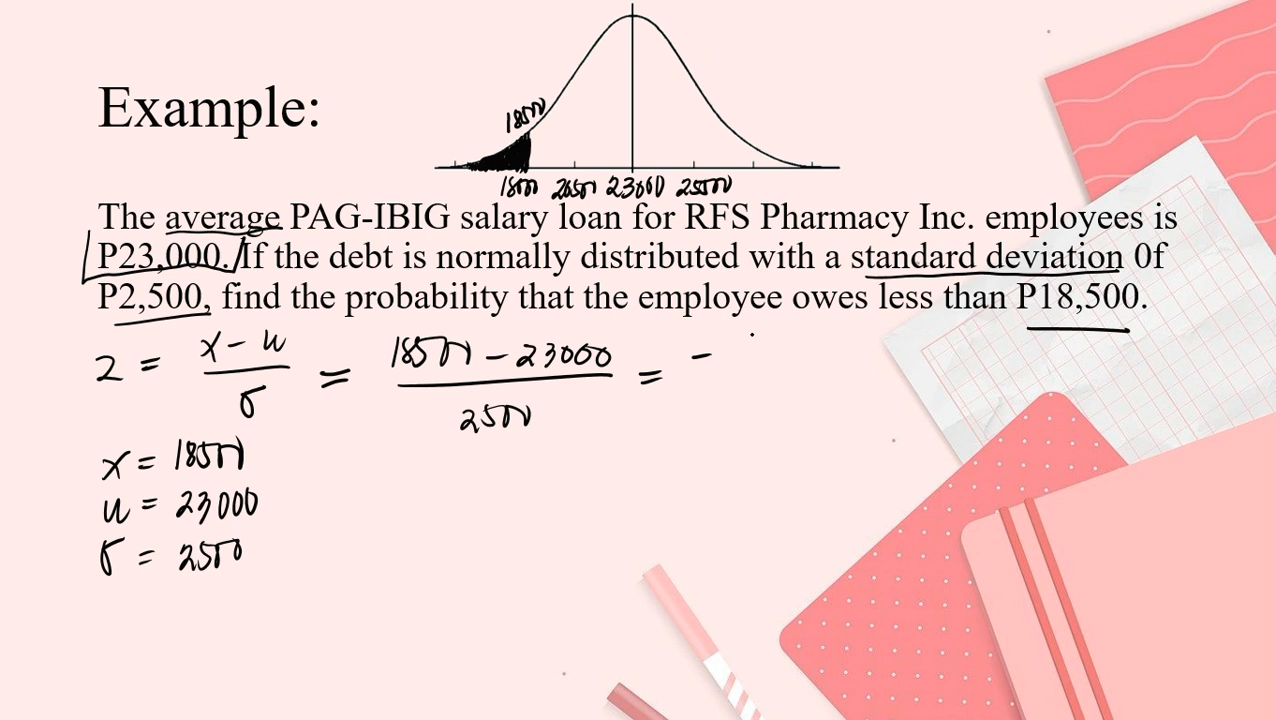 Example:
18500
1800 20500 23000 25500
The average PAG-IBIG salary loan for RFS Pharmacy Inc. employees is
P23,000. If the debt is normally distributed with a standard deviation 0f
P2,500, find the probability that the employee owes less than P18,500.
z = x - u / σ = 18500 - 23000 / 2500 = -
x = 18500
u = 23000
σ = 2500